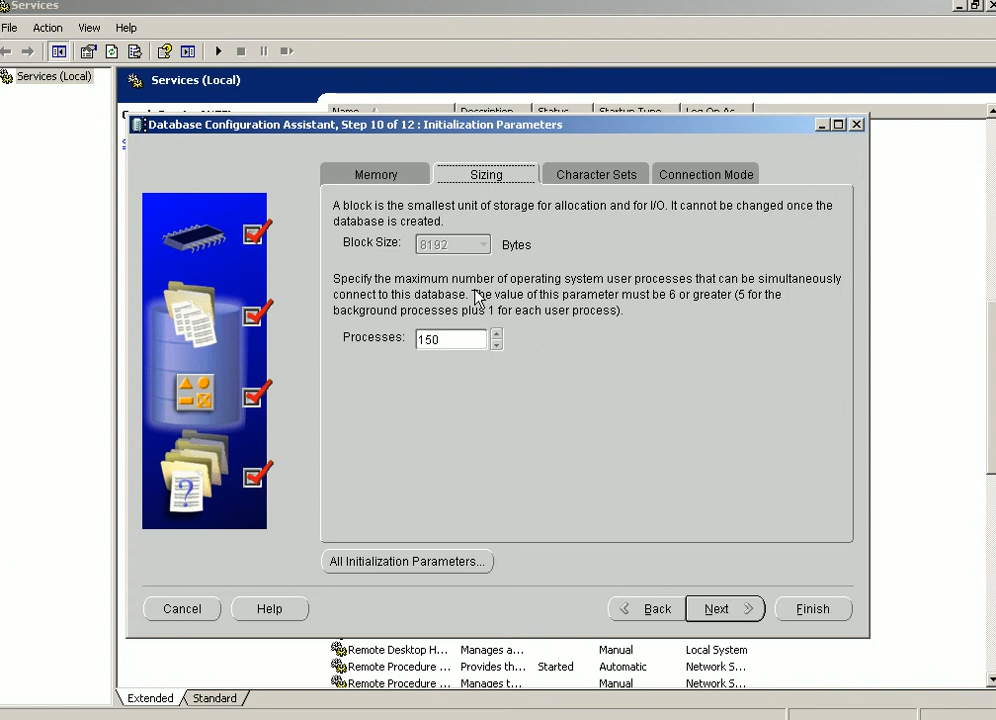 Services
File Action View Help
Services (Local)
Services (Local)
Name Description Status Startup Type Log On As
Database Configuration Assistant, Step 10 of 12 : Initialization Parameters
Memory Sizing Character Sets Connection Mode
A block is the smallest unit of storage for allocation and for I/O. It cannot be changed once the
database is created.
Block Size: 8192 Bytes
Specify the maximum number of operating system user processes that can be simultaneously
connect to this database. The value of this parameter must be 6 or greater (5 for the
background processes plus 1 for each user process).
Processes: 150
?
All Initialization Parameters...
Cancel Help Back Next Finish
Remote Desktop H... Manages a... Manual Local System
Remote Procedure ... Provides th... Started Automatic Network S...
Remote Procedure ... Manages t... Manual Network S...
Extended Standard